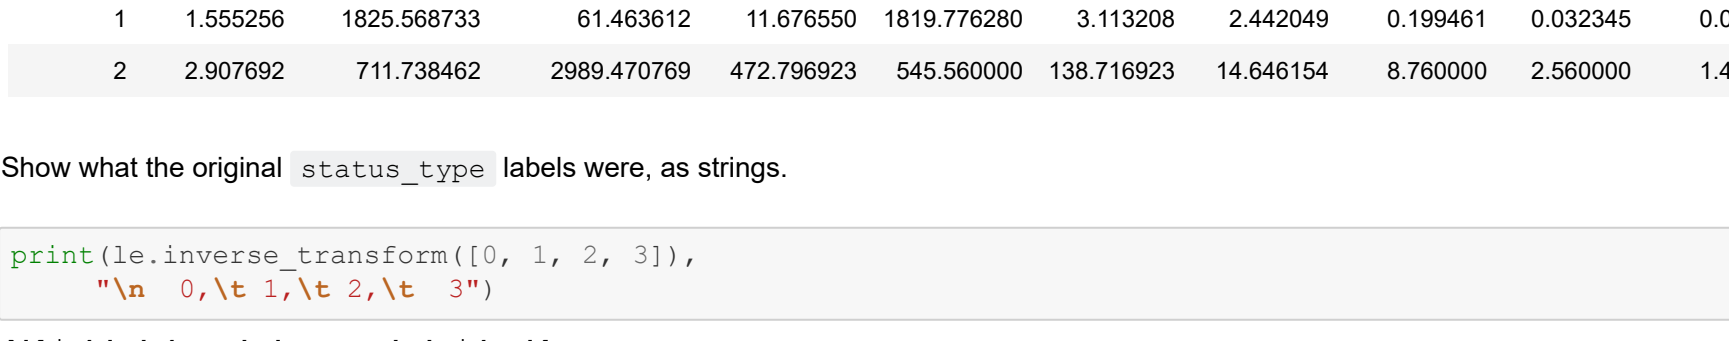 1 1.555256 1825.568733 61.463612 11.676550 1819.776280 3.113208 2.442049 0.199461 0.032345
2 2.907692 711.738462 2989.470769 472.796923 545.560000 138.716923 14.646154 8.760000 2.560000 1.4
Show what the original status_type labels were, as strings.
print(le.inverse_transform([0, 1, 2, 3]),
"\n  0,\t 1,\t 2,\t  3")